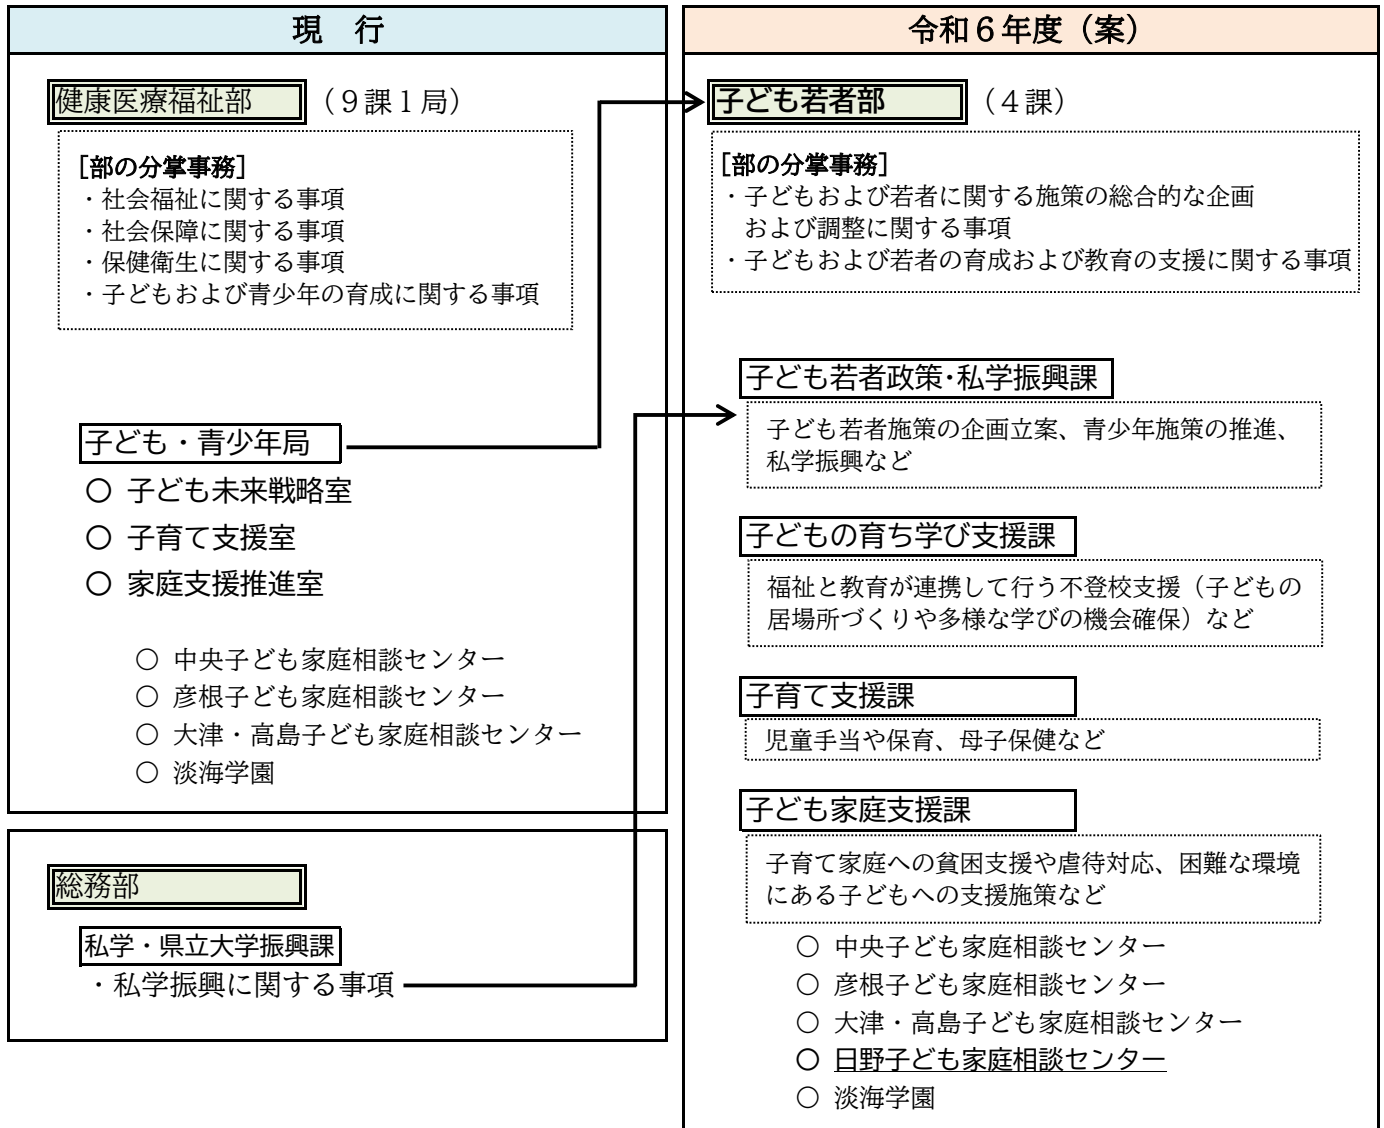 現　行
健康医療福祉部
（９課１局）
［部の分掌事務］
・社会福祉に関する事項
・社会保障に関する事項
・保健衛生に関する事項
・子どもおよび青少年の育成に関する事項
子ども・青少年局
○ 子ども未来戦略室
○ 子育て支援室
○ 家庭支援推進室
○ 中央子ども家庭相談センター
○ 彦根子ども家庭相談センター
○ 大津・高島子ども家庭相談センター
○ 淡海学園
総務部
私学・県立大学振興課
・私学振興に関する事項
令和６年度（案）
子ども若者部
（４課）
［部の分掌事務］
・子どもおよび若者に関する施策の総合的な企画
および調整に関する事項
・子どもおよび若者の育成および教育の支援に関する事項
子ども若者政策・私学振興課
子ども若者施策の企画立案、青少年施策の推進、
私学振興など
子どもの育ち学び支援課
福祉と教育が連携して行う不登校支援（子どもの
居場所づくりや多様な学びの機会確保）など
子育て支援課
児童手当や保育、母子保健など
子ども家庭支援課
子育て家庭への貧困支援や虐待対応、困難な環境
にある子どもへの支援施策など
○ 中央子ども家庭相談センター
○ 彦根子ども家庭相談センター
○ 大津・高島子ども家庭相談センター
○ 日野子ども家庭相談センター
○ 淡海学園